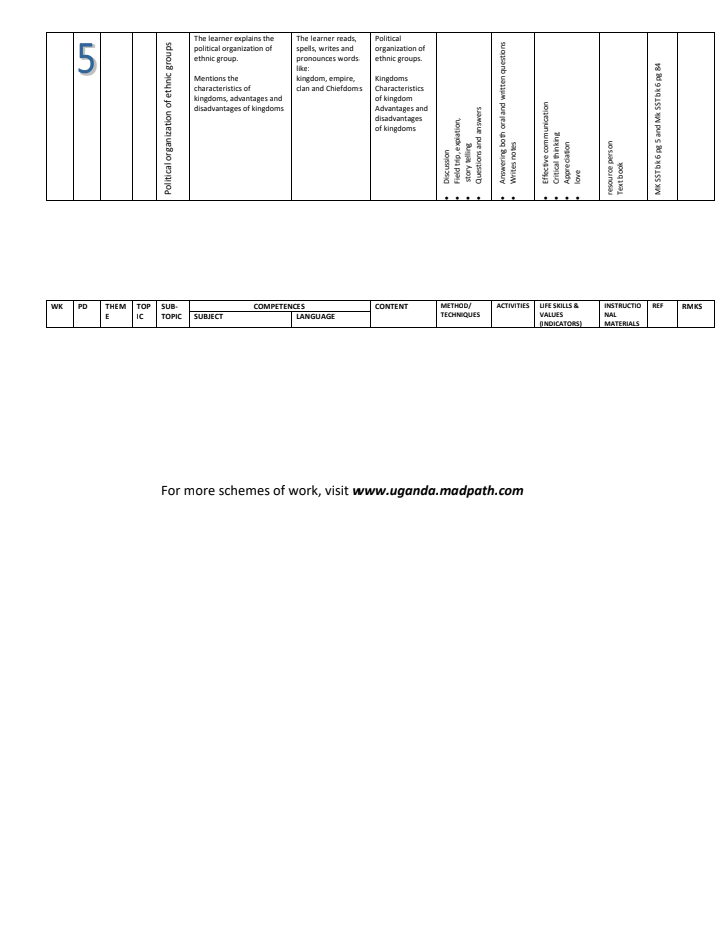 5
Political organization of ethnic groups
The learner explains the
political organization of
ethnic group.
Mentions the
characteristics of
kingdoms, advantages and
disadvantages of kingdoms
The learner reads,
spells, writes and
pronounces words
like:
kingdom, empire,
clan and Chiefdoms
Political
organization of
ethnic groups.
Kingdoms
Characteristics
of kingdom
Advantages and
disadvantages
of kingdoms
• Discussion
• Field trip, expiation,
• story telling
• Questions and answers
• Answering both oral and written questions
• Writes notes
• Effective communication
• Critical thinking
• Appreciation
• love
resource person
Text book
MK SST bk 6 pg 5 and Mk SST bk 6 pg 84
WK
PD
THEM
E
TOP
IC
SUB-
TOPIC
COMPETENCES
SUBJECT
LANGUAGE
CONTENT
METHOD/
TECHNIQUES
ACTIVITIES
LIFE SKILLS &
VALUES
(INDICATORS)
INSTRUCTIO
NAL
MATERIALS
REF
RMKS
For more schemes of work, visit www.uganda.madpath.com